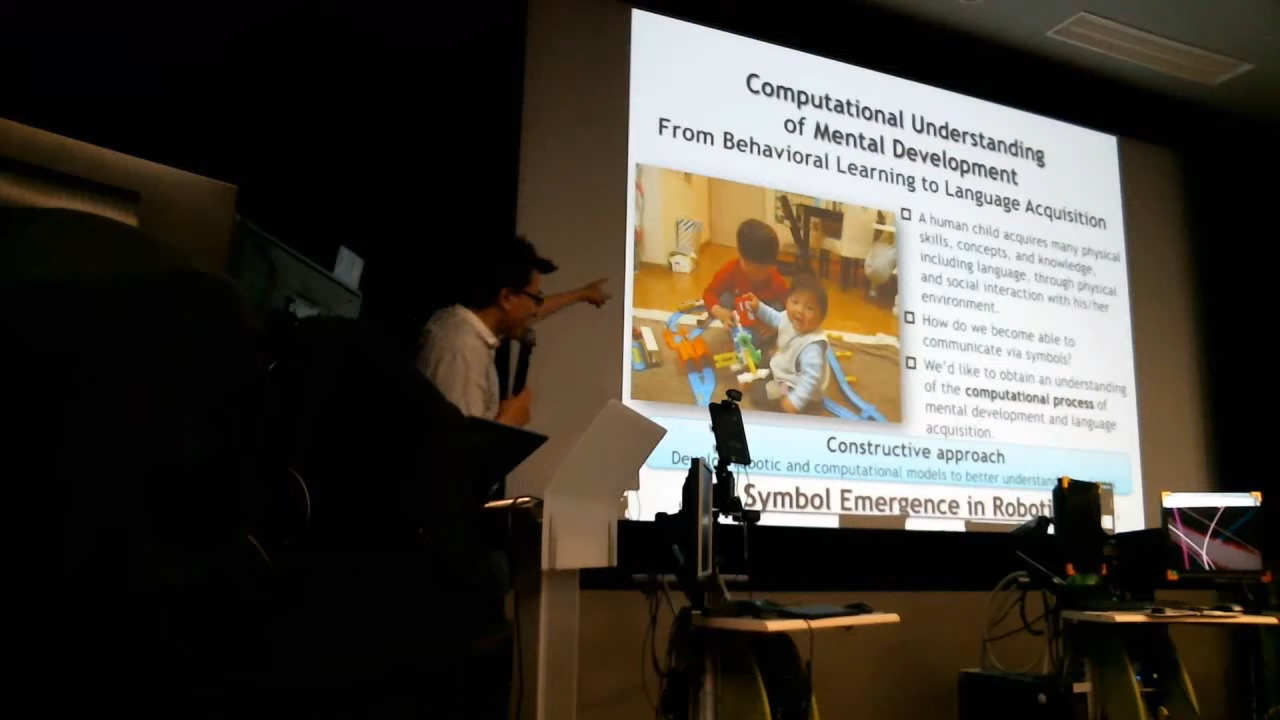 Computational Understanding
of Mental Development
From Behavioral Learning to Language Acquisition
A human child acquires many physical
skills, concepts, and knowledge,
including language, through physical
and social interaction with his/her
environment.
How do we become able to
communicate via symbols?
We'd like to obtain an understanding
of the computational process of
mental development and language
acquisition.
Constructive approach
and computational models to better
Symbol Emergence in